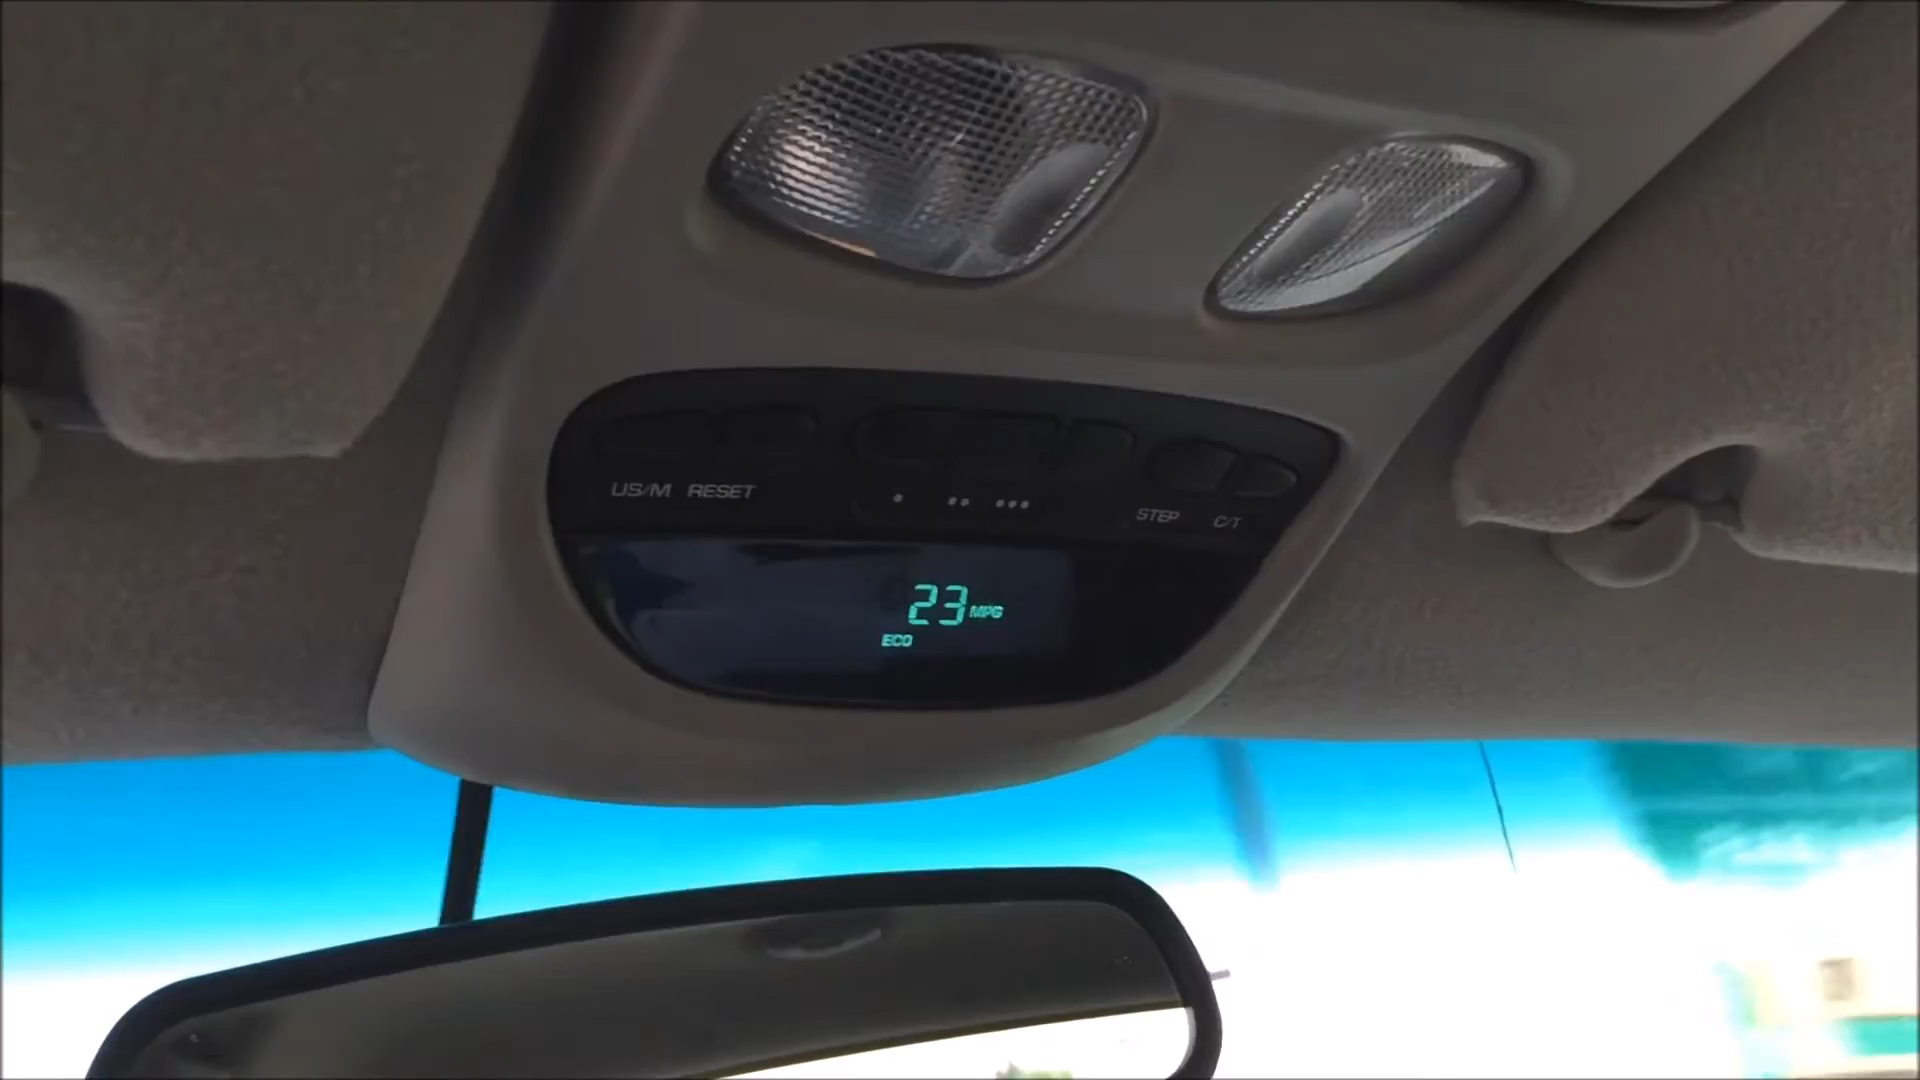 US/M RESET • •• ••• STEP C/T
23 MPG
ECO